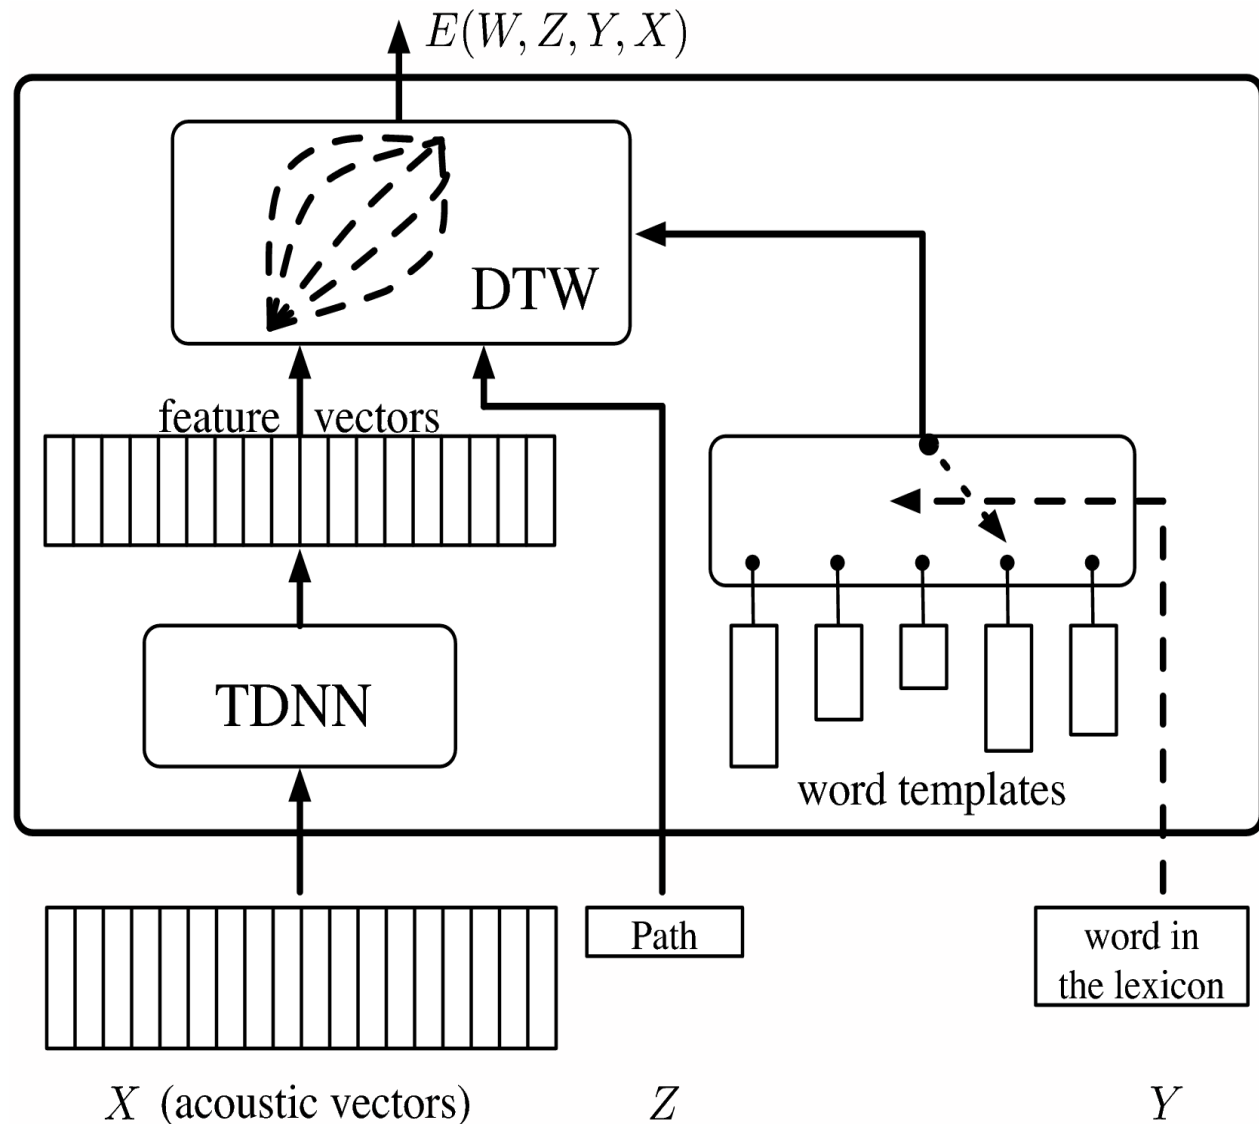 E(W, Z, Y, X)
DTW
feature vectors
TDNN
word templates
Path
word in
the lexicon
X (acoustic vectors)
Z
Y